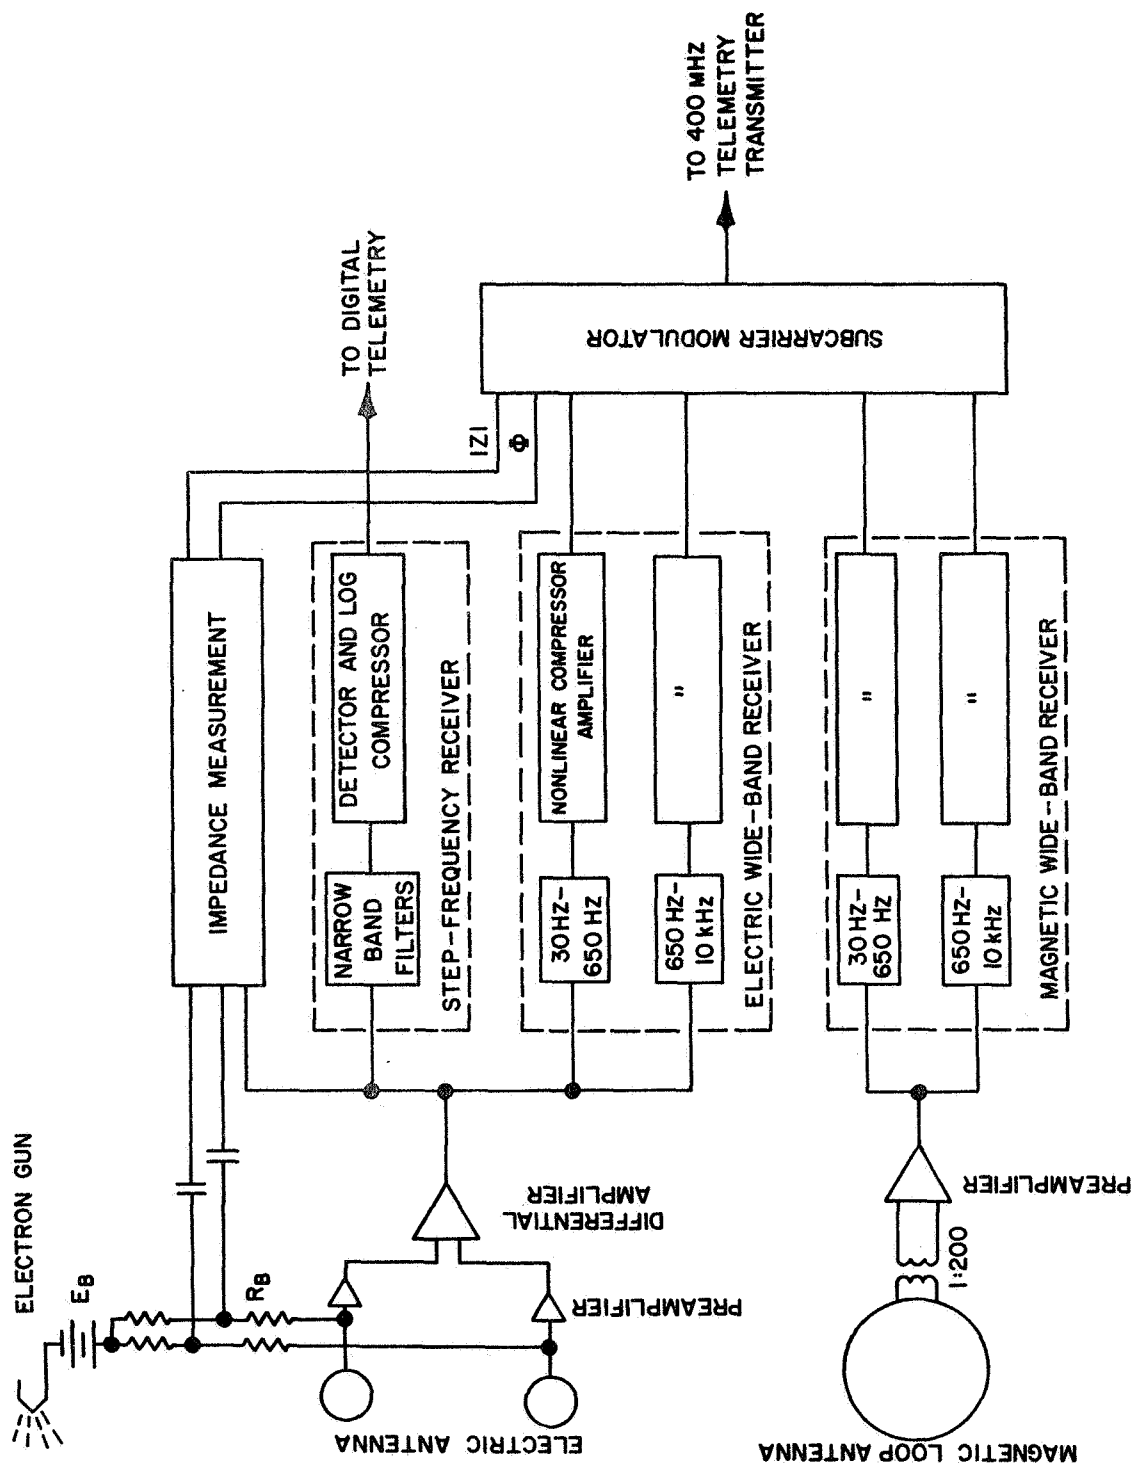 ELECTRON GUN
EB
RB
IMPEDANCE MEASUREMENT
|Z|
Φ
TO DIGITAL
TELEMETRY
NARROW
BAND
FILTERS
DETECTOR AND LOG
COMPRESSOR
STEP-FREQUENCY RECEIVER
ELECTRIC ANTENNA
PREAMPLIFIER
DIFFERENTIAL
AMPLIFIER
30 HZ-
650 HZ
NONLINEAR COMPRESSOR
AMPLIFIER
650 HZ-
10 kHz
"
ELECTRIC WIDE-BAND RECEIVER
SUBCARRIER MODULATOR
TO 400 MHz
TELEMETRY
TRANSMITTER
MAGNETIC LOOP ANTENNA
1:200
PREAMPLIFIER
30 HZ-
650 HZ
"
650 HZ-
10 kHz
"
MAGNETIC WIDE-BAND RECEIVER